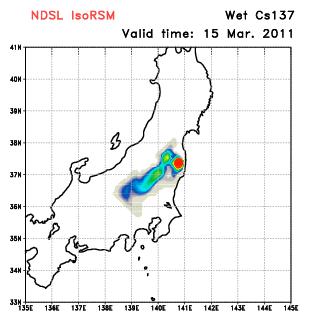 NDSL IsoRSM Wet Cs137
Valid time: 15 Mar. 2011
41N
40N
39N
38N
37N
36N
35N
34N
33N
135E 136E 137E 138E 139E 140E 141E 142E 143E 144E 145E